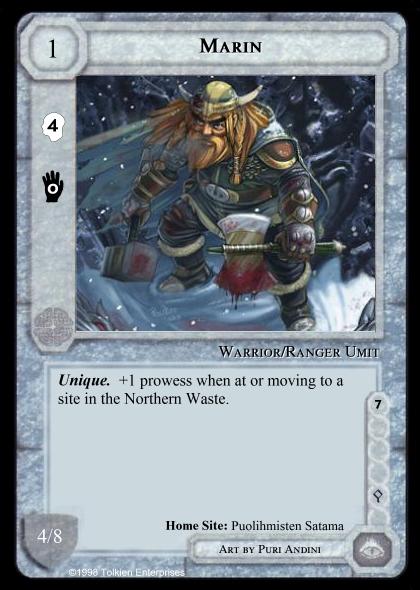 1
Marin
4
Warrior/Ranger Umit
Unique. +1 prowess when at or moving to a
site in the Northern Waste.
7
Home Site: Puolihmisten Satama
4/8
Art by Puri Andini
©1998 Tolkien Enterprises